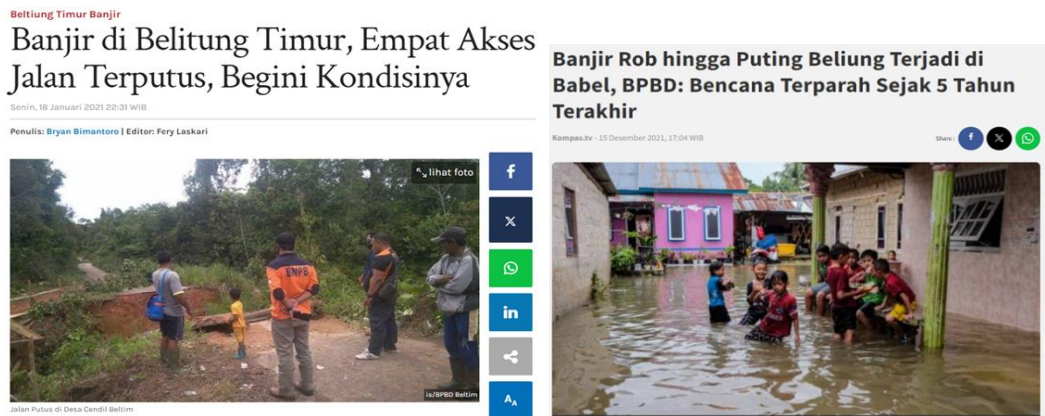 Beltiung Timur Banjir
Banjir di Belitung Timur, Empat Akses
Jalan Terputus, Begini Kondisinya
Senin, 18 Januari 2021 22:31 WIB
Penulis: Bryan Bimantoro | Editor: Fery Laskari
lihat foto
is/BPBD Beltim
Jalan Putus di Desa Gendil Beltim
Banjir Rob hingga Puting Beliung Terjadi di
Babel, BPBD: Bencana Terparah Sejak 5 Tahun
Terakhir
Kompas.tv - 15 Desember 2021, 17:04 WIB
Share :